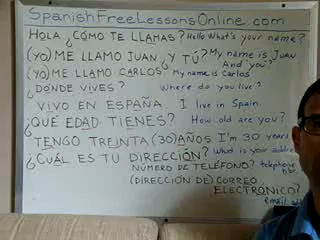 SpanishFreeLessonsOnline.com
HOLA ¿CÓMO TE LLAMAS? Hello What's your name?
(YO) ME LLAMO JUAN ¿Y TÚ? My name is Juan And you?
(YO) ME LLAMO CARLOS My name is Carlos
¿DÓNDE VIVES? Where do you live?
VIVO EN ESPAÑA. I live in Spain
¿QUÉ EDAD TIENES? How old are you?
TENGO TREINTA (30) AÑOS I'm 30 years
¿CUÁL ES TU DIRECCIÓN? What is your address
NÚMERO DE TELÉFONO? telephone nbr.
(DIRECCIÓN DE) CORREO
ELECTRÓNICO?
email